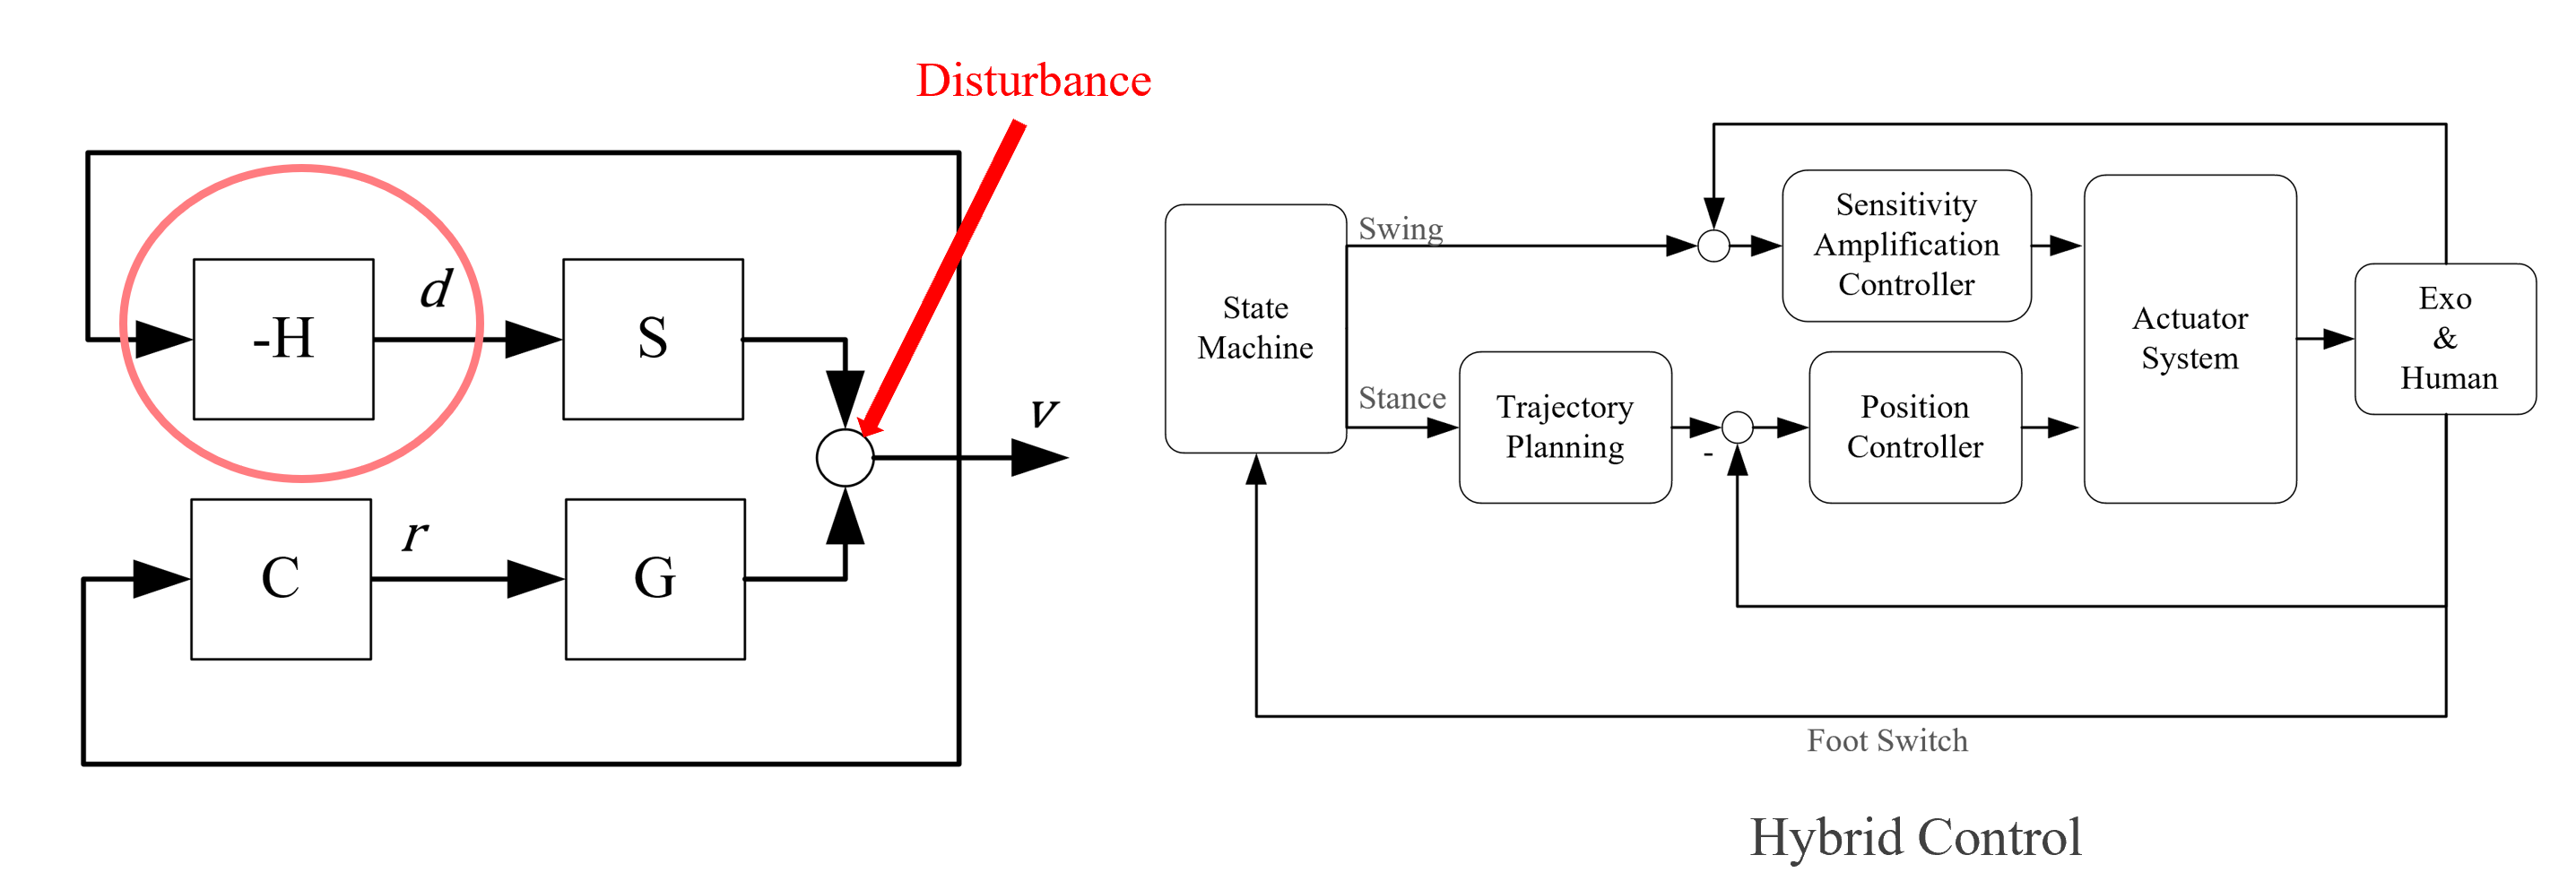 Disturbance
-H
d
S
v
C
r
G
State
Machine
Swing
Stance
Sensitivity
Amplification
Controller
Trajectory
Planning
-
Position
Controller
Actuator
System
Exo
&
Human
Foot Switch
Hybrid Control